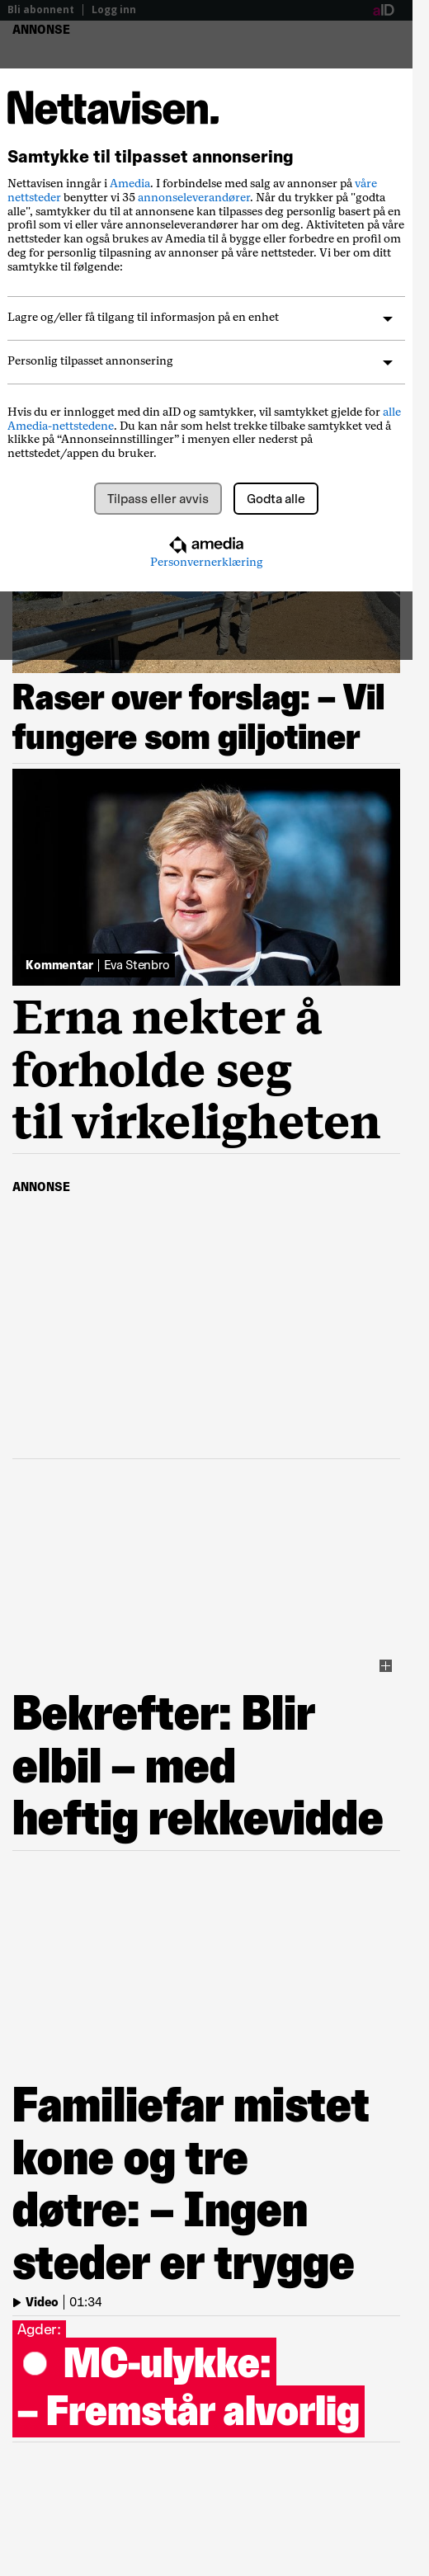 Bli abonnent
Logg inn
aID
ANNONSE
Nettavisen.
Samtykke til tilpasset annonsering
Nettavisen inngår i Amedia. I forbindelse med salg av annonser på våre
nettsteder benytter vi 35 annonseleverandører. Når du trykker på "godta
alle", samtykker du til at annonsene kan tilpasses deg personlig basert på en
profil som vi eller våre annonseleverandører har om deg. Aktiviteten på våre
nettsteder kan også brukes av Amedia til å bygge eller forbedre en profil om
deg for personlig tilpasning av annonser på våre nettsteder. Vi ber om ditt
samtykke til følgende:
Lagre og/eller få tilgang til informasjon på en enhet
Personlig tilpasset annonsering
Hvis du er innlogget med din aID og samtykker, vil samtykket gjelde for alle
Amedia-nettstedene. Du kan når som helst trekke tilbake samtykket ved å
klikke på “Annonseinnstillinger” i menyen eller nederst på
nettstedet/appen du bruker.
Tilpass eller avvis
Godta alle
amedia
Personvernerklæring
Raser over forslag: – Vil
fungere som giljotiner
Kommentar | Eva Stenbro
Erna nekter å
forholde seg
til virkeligheten
ANNONSE
Bekrefter: Blir
elbil – med
heftig rekkevidde
Familiefar mistet
kone og tre
døtre: – Ingen
steder er trygge
Video | 01:34
Agder:
MC-ulykke:
– Fremstår alvorlig